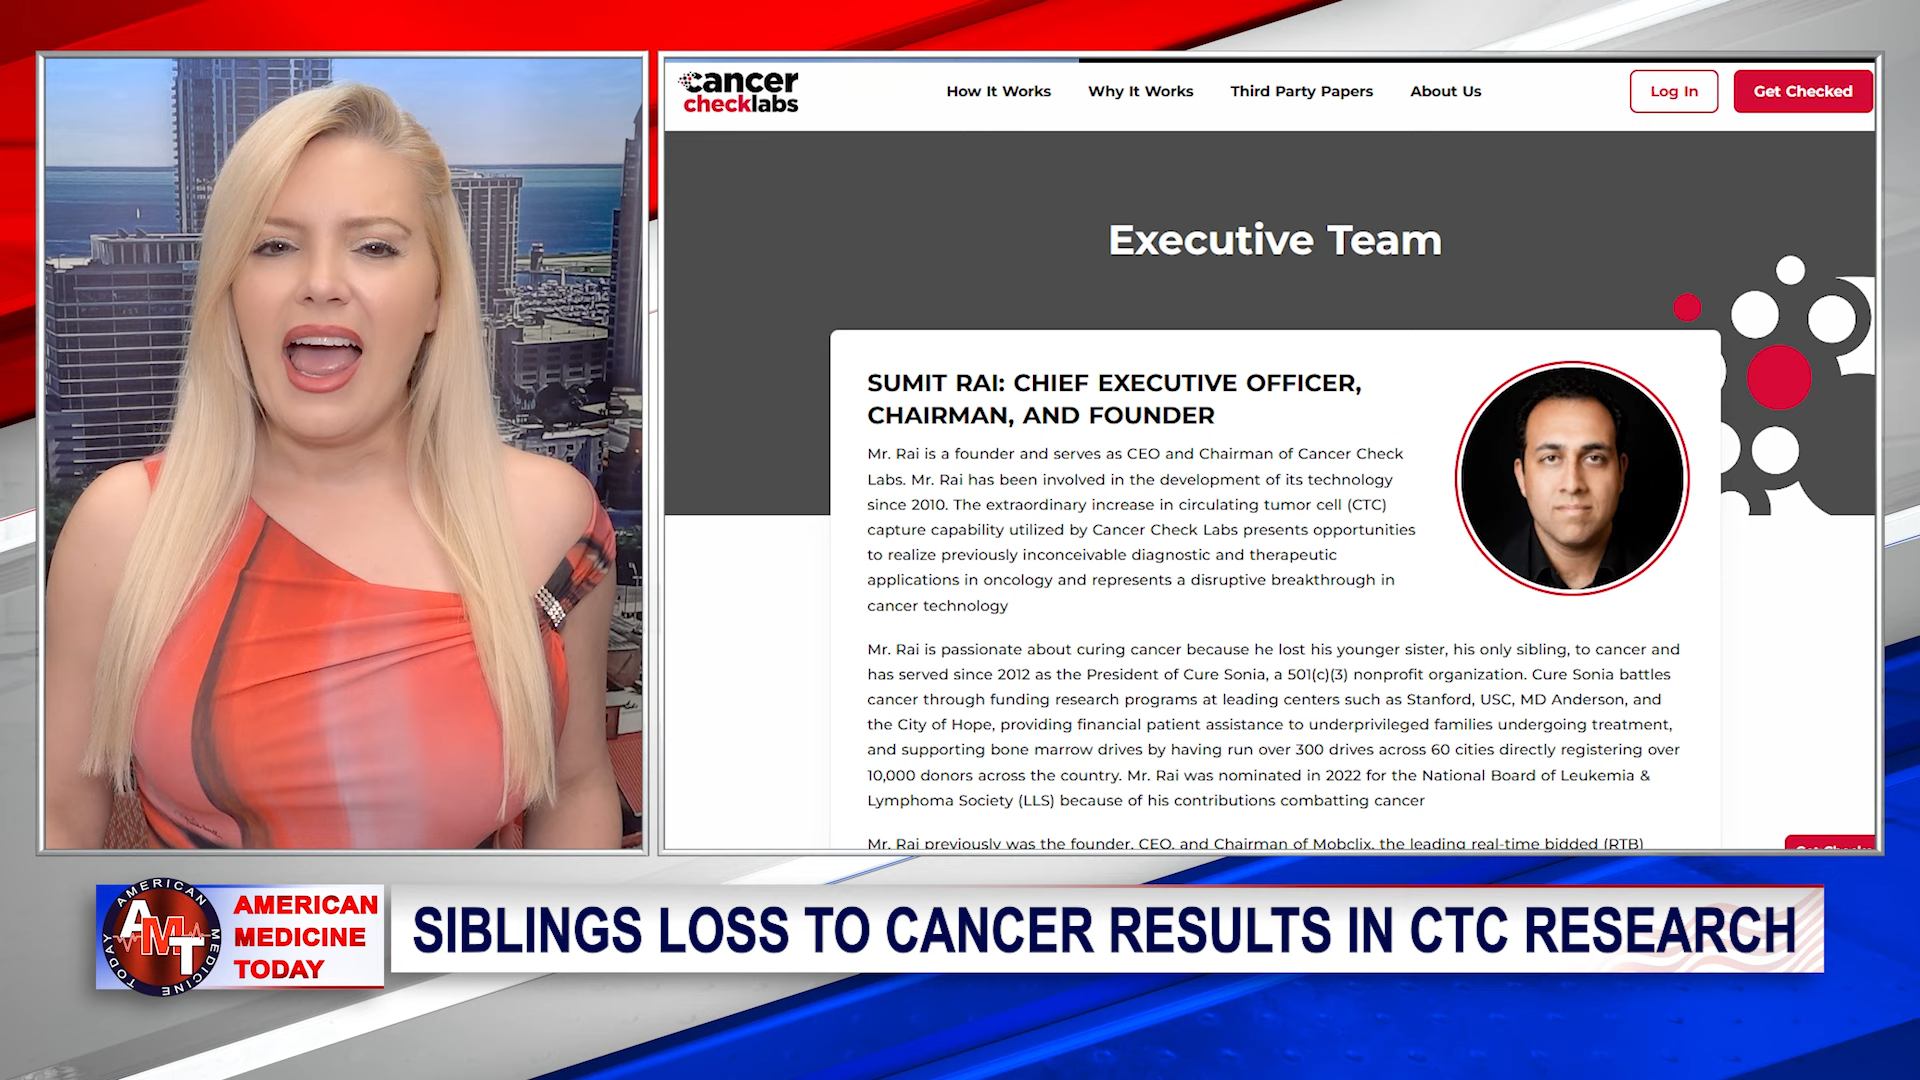 cancer
checklabs
How It Works
Why It Works
Third Party Papers
About Us
Log In
Get Checked
Executive Team
SUMIT RAI: CHIEF EXECUTIVE OFFICER,
CHAIRMAN, AND FOUNDER
Mr. Rai is a founder and serves as CEO and Chairman of Cancer Check
Labs. Mr. Rai has been involved in the development of its technology
since 2010. The extraordinary increase in circulating tumor cell (CTC)
capture capability utilized by Cancer Check Labs presents opportunities
to realize previously inconceivable diagnostic and therapeutic
applications in oncology and represents a disruptive breakthrough in
cancer technology
Mr. Rai is passionate about curing cancer because he lost his younger sister, his only sibling, to cancer and
has served since 2012 as the President of Cure Sonia, a 501(c)(3) nonprofit organization. Cure Sonia battles
cancer through funding research programs at leading centers such as Stanford, USC, MD Anderson, and
the City of Hope, providing financial patient assistance to underprivileged families undergoing treatment,
and supporting bone marrow drives by having run over 300 drives across 60 cities directly registering over
10,000 donors across the country. Mr. Rai was nominated in 2022 for the National Board of Leukemia &
Lymphoma Society (LLS) because of his contributions combatting cancer
Mr. Rai previously was the founder, CEO, and Chairman of Mobclix, the leading real-time bidded (RTB)
AMERICAN MEDICINE TODAY
AMT
AMERICAN
MEDICINE
TODAY
SIBLINGS LOSS TO CANCER RESULTS IN CTC RESEARCH